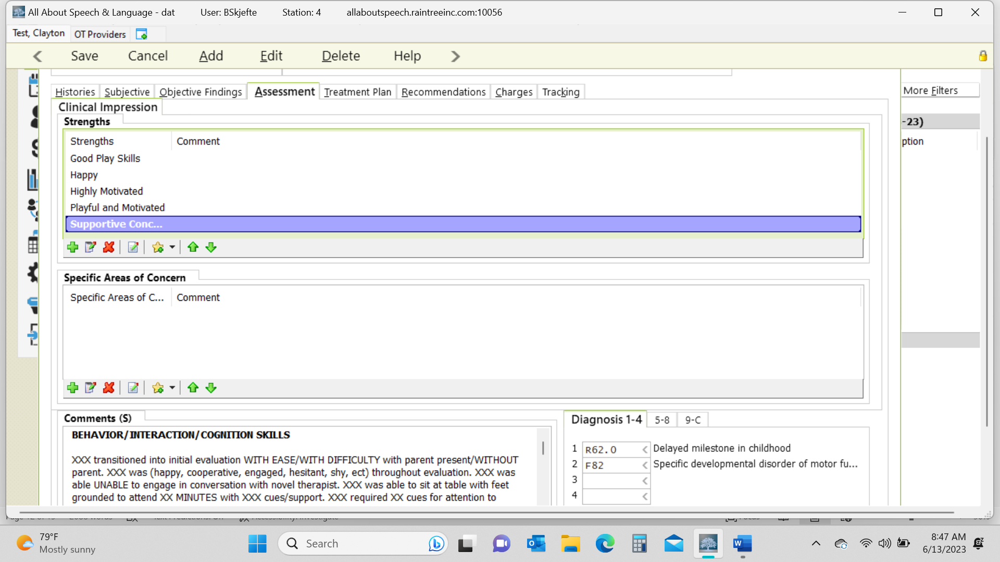 All About Speech & Language - dat User: BSkjefte Station: 4 allaboutspeech.raintreeinc.com:10056
Test, Clayton OT Providers
Save Cancel Add Edit Delete Help
Histories Subjective Objective Findings Assessment Treatment Plan Recommendations Charges Tracking
More Filters
Clinical Impression
Strengths
-23)
Strengths Comment
ption
Good Play Skills
Happy
Highly Motivated
Playful and Motivated
Supportive Conc...
Specific Areas of Concern
Specific Areas of C... Comment
Comments (S)
BEHAVIOR/INTERACTION/COGNITION SKILLS
XXX transitioned into initial evaluation WITH EASE/WITH DIFFICULTY with parent present/WITHOUT
parent. XXX was (happy, cooperative, engaged, hesitant, shy, ect) throughout evaluation. XXX was
able UNABLE to engage in conversation with novel therapist. XXX was able to sit at table with feet
grounded to attend XX MINUTES with XXX cues/support. XXX required XX cues for attention to
Diagnosis 1-4 5-8 9-C
1 R62.0 Delayed milestone in childhood
2 F82 Specific developmental disorder of motor fu...
3
4
79°F
Mostly sunny
Search
8:47 AM
6/13/2023